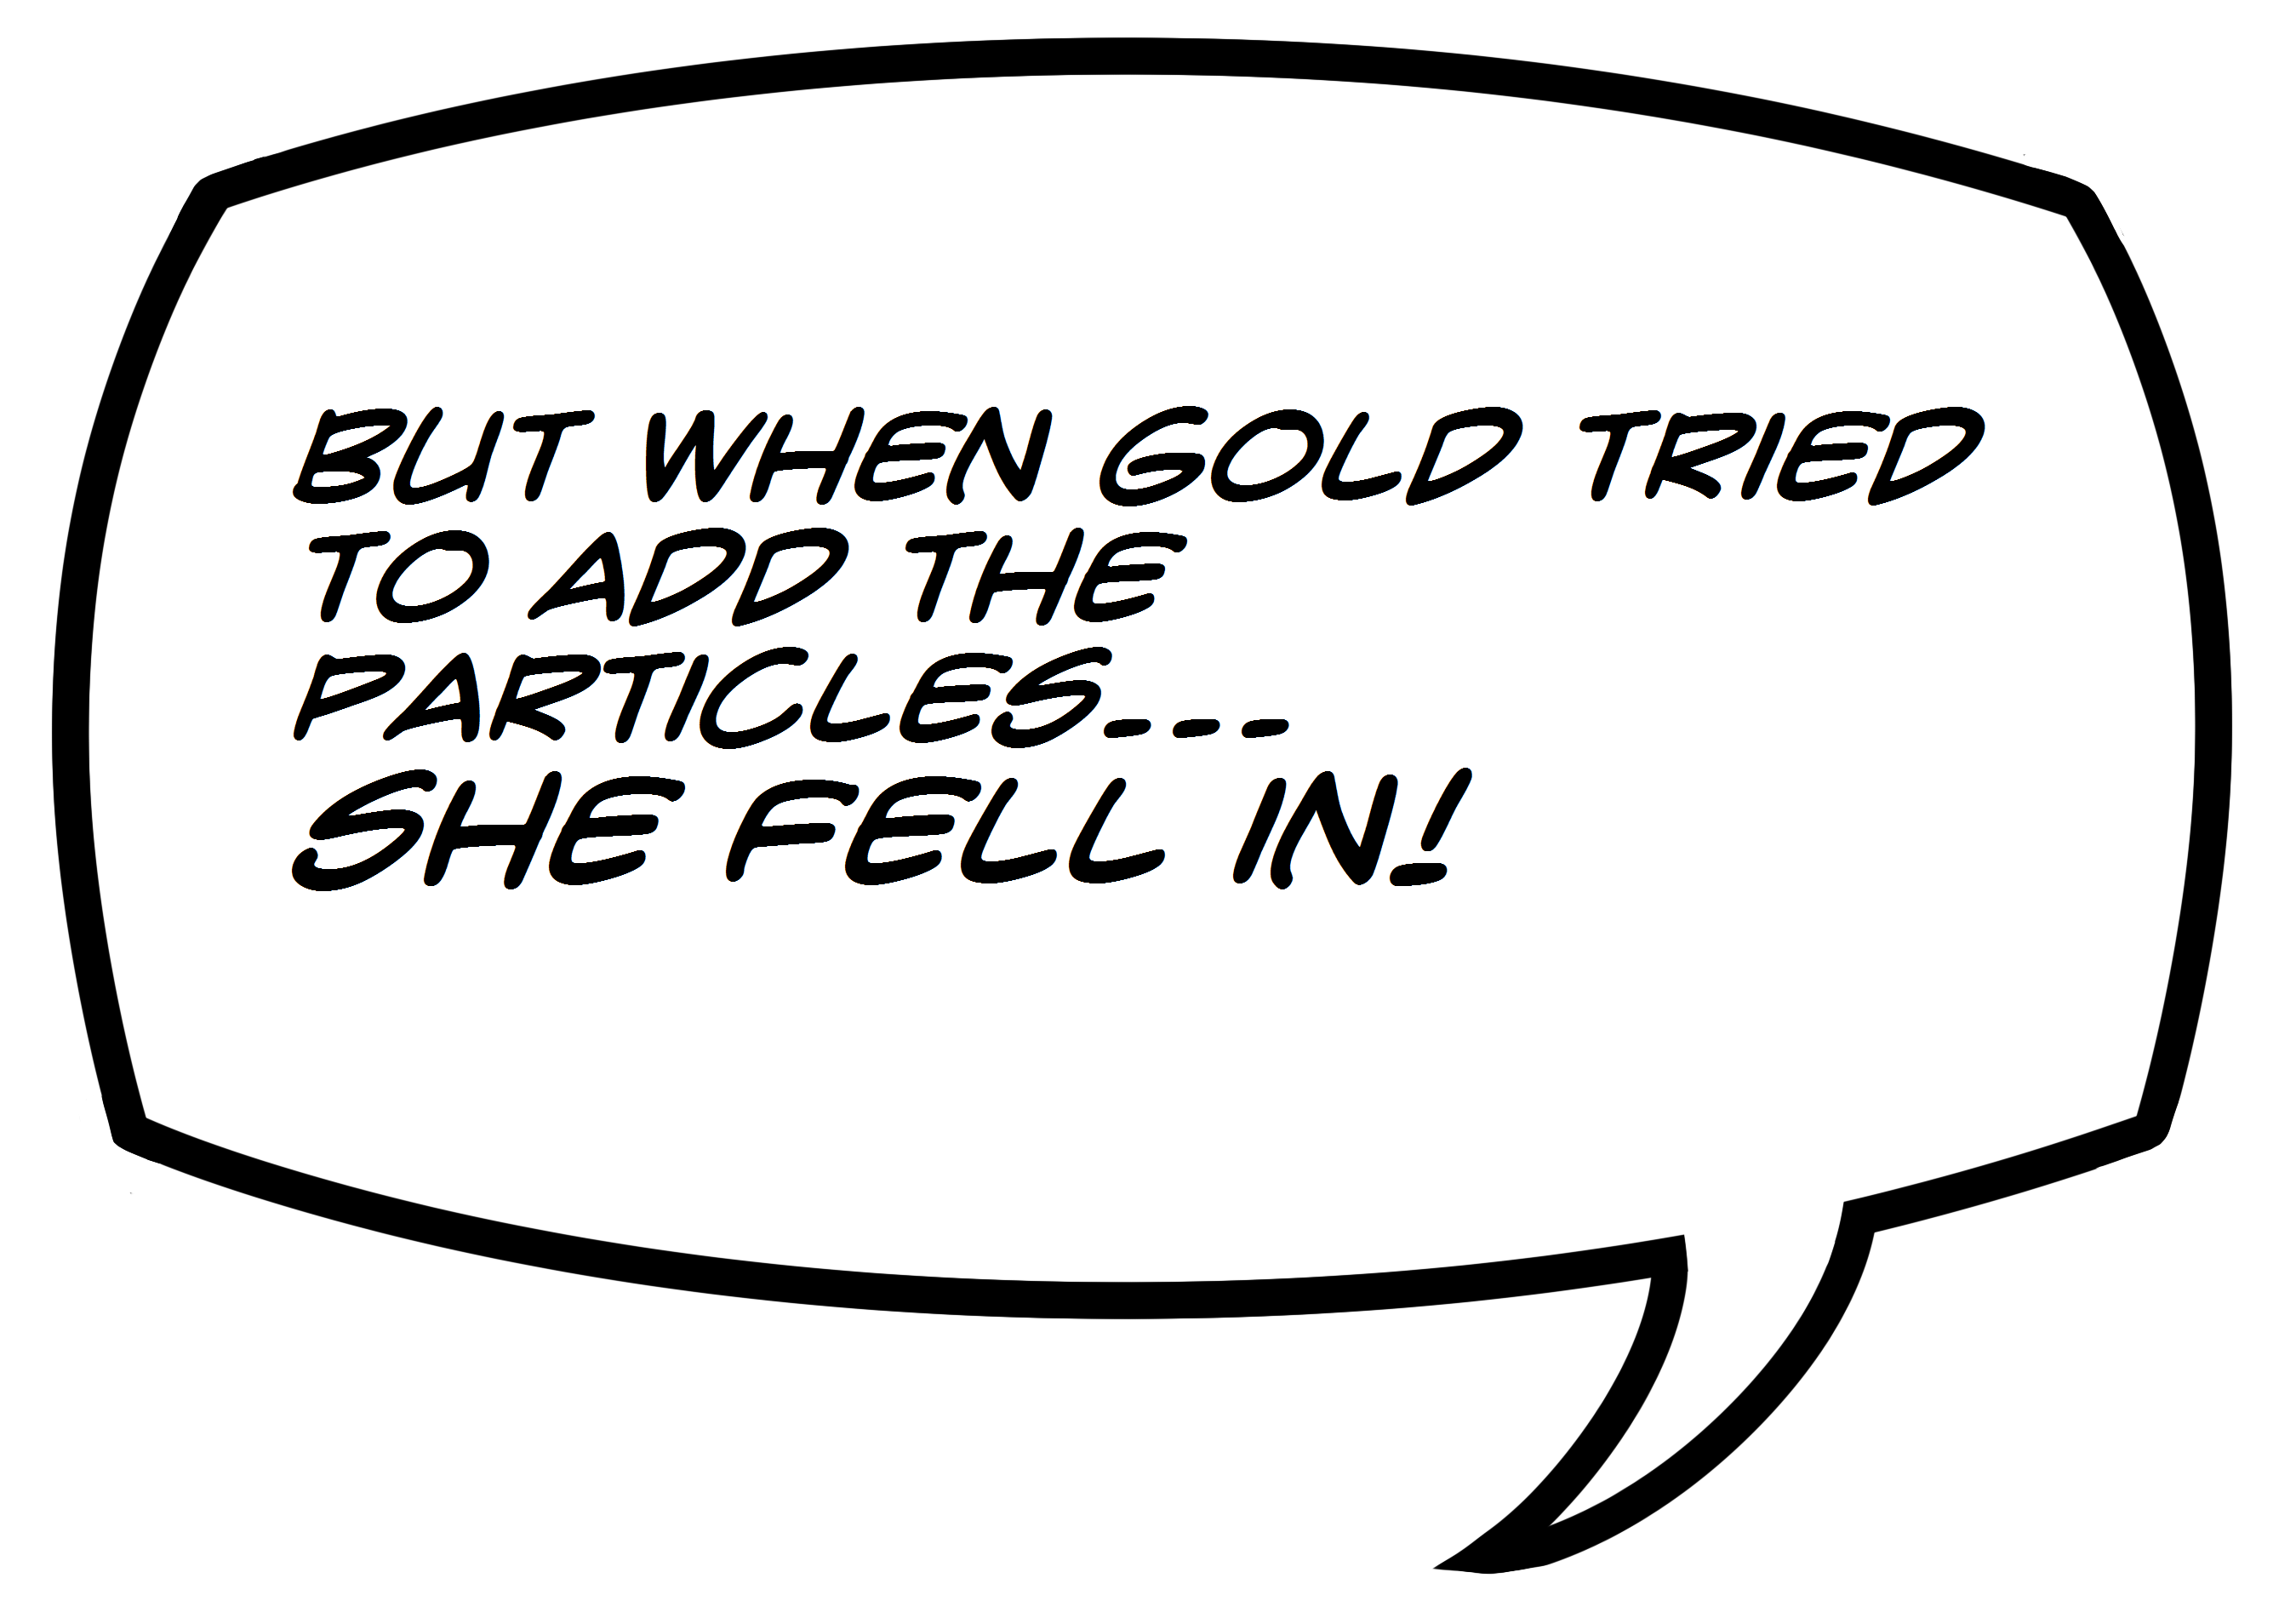 BUT WHEN GOLD TRIED
TO ADD THE
PARTICLES...
SHE FELL IN!